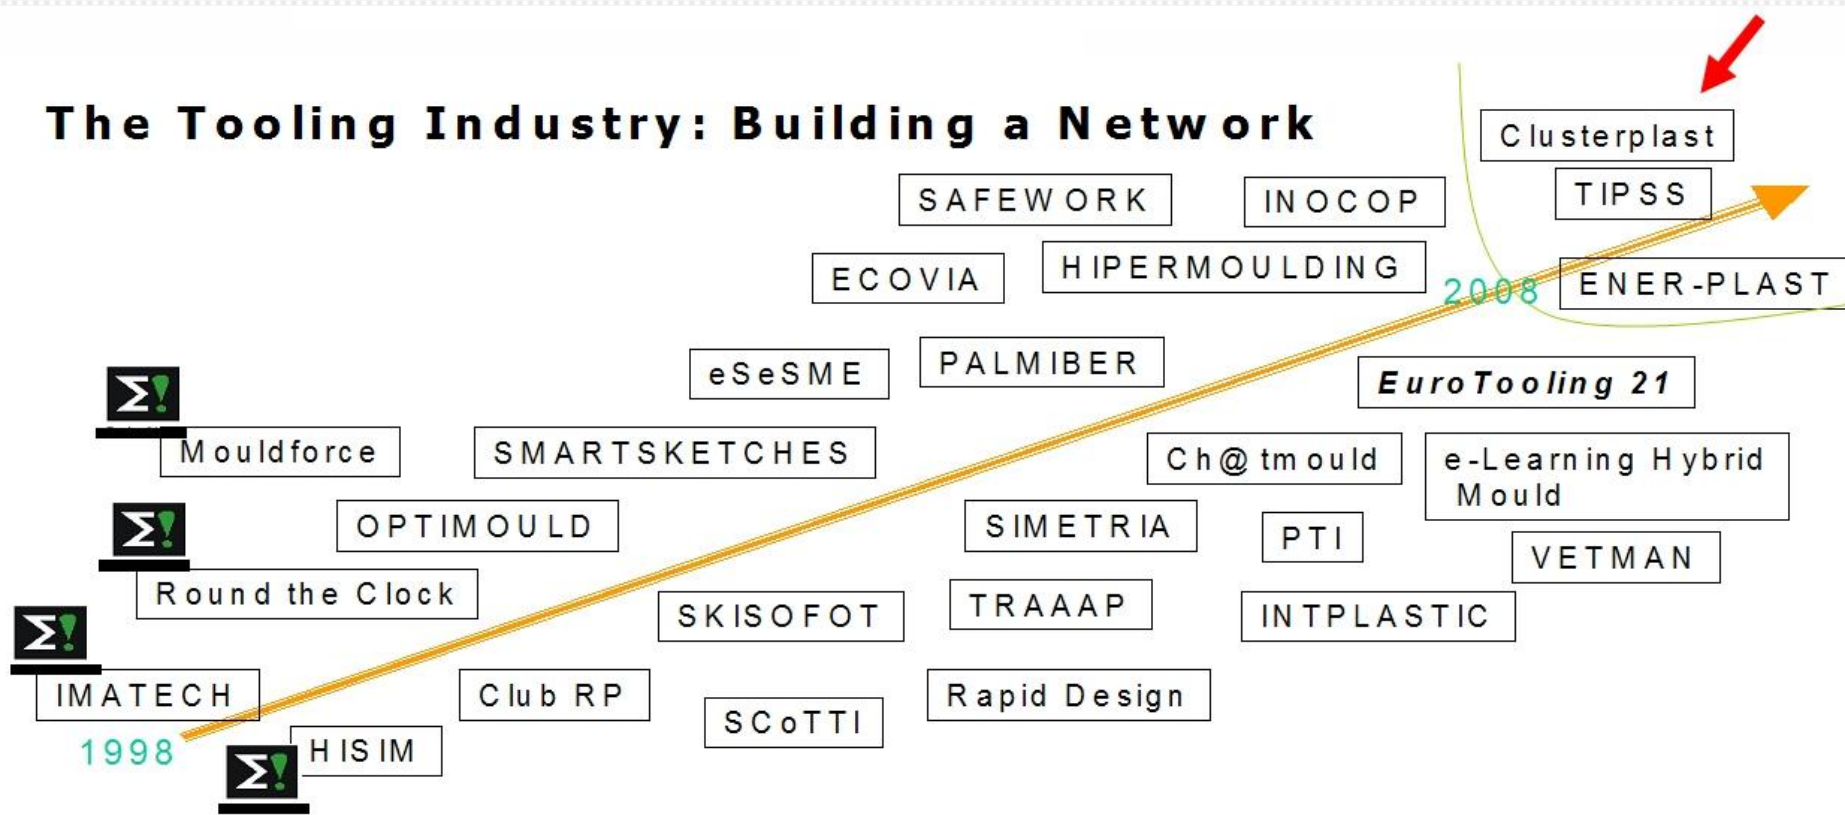 The Tooling Industry: Building a Network
Clusterplast
TIPSS
SAFEWORK
INOCOP
ECOVIA
HIPERMOULDING
2008
ENER-PLAST
eSeSME
PALMIBER
EuroTooling 21
Mouldforce
SMARTSKETCHES
Ch@tmould
e-Learning Hybrid
Mould
OPTIMOULD
SIMETRIA
PTI
VETMAN
Round the Clock
SKISOFOT
TRAAAP
INTPLASTIC
IMATECH
Club RP
SCoTTI
Rapid Design
1998
HISIM
Σ!
Σ!
Σ!
Σ!